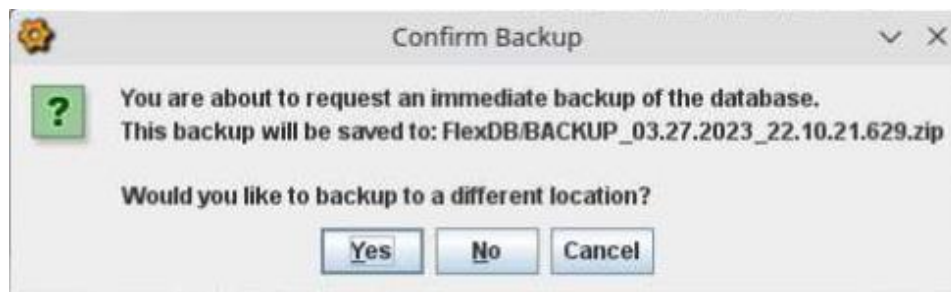 Confirm Backup
?
You are about to request an immediate backup of the database.
This backup will be saved to: FlexDB/BACKUP_03.27.2023_22.10.21.629.zip
Would you like to backup to a different location?
Yes No Cancel